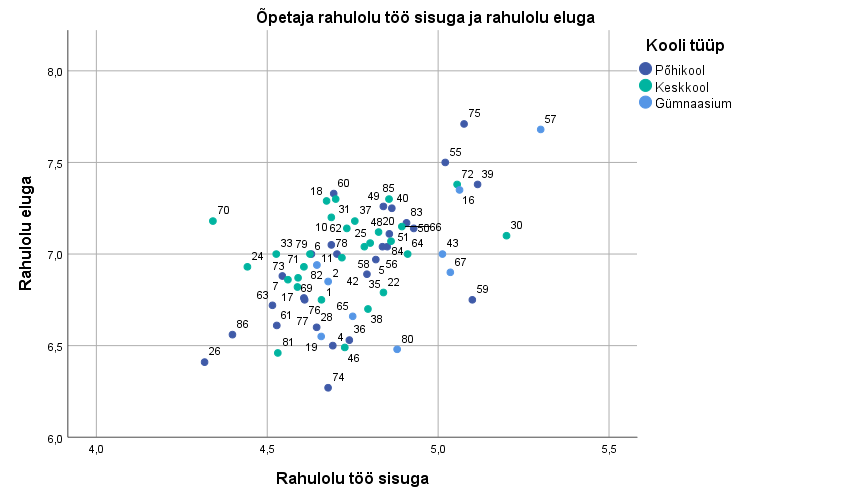 Õpetaja rahulolu töö sisuga ja rahulolu eluga
Kooli tüüp
Põhikool
Keskkool
Gümnaasium
8,0
7,5
7,0
6,5
6,0
Rahulolu eluga
75
57
55
72 39
16
60
18
49 85 40
70
31 37
10 62
48 20 83
50 66
30
25
51
33 79 6 78
64
43
24
73 71 11
58 56
67
7
82 2
42 5
35 22
59
63 17 69 1
65
38
61 77 76 28
86
36
4
19
80
26
81
46
74
4,0 4,5 5,0 5,5
Rahulolu töö sisuga
84